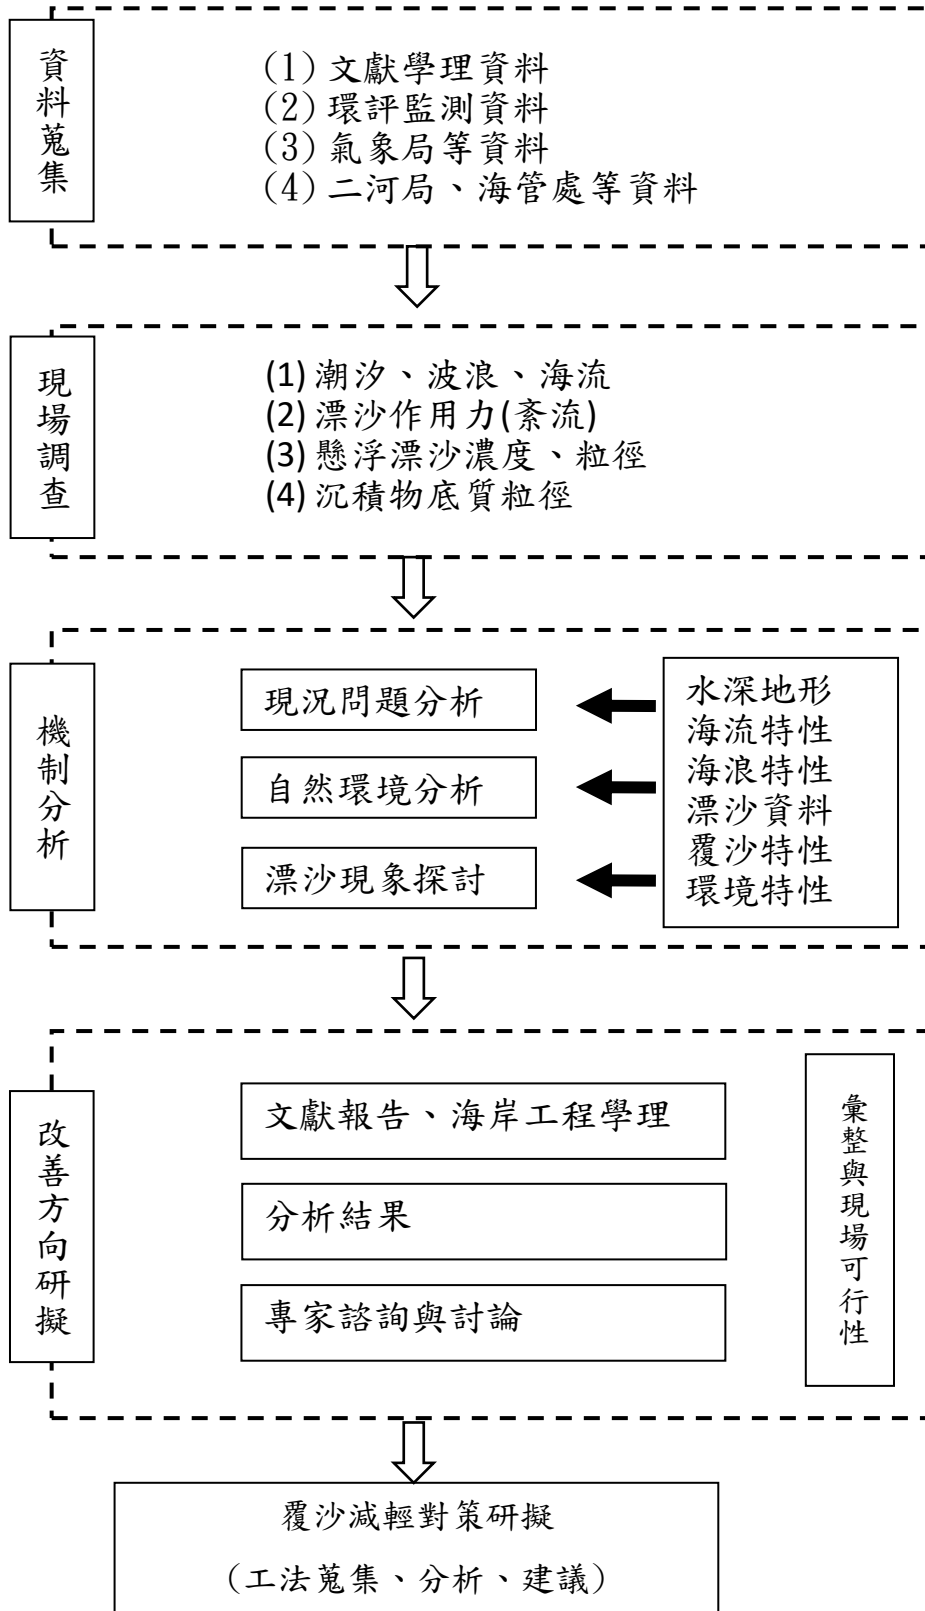 資料蒐集
(1) 文獻學理資料
(2) 環評監測資料
(3) 氣象局等資料
(4) 二河局、海管處等資料
現場調查
(1) 潮汐、波浪、海流
(2) 漂沙作用力(紊流)
(3) 懸浮漂沙濃度、粒徑
(4) 沉積物底質粒徑
機制分析
現況問題分析
自然環境分析
漂沙現象探討
水深地形
海流特性
海浪特性
漂沙資料
覆沙特性
環境特性
改善方向研擬
文獻報告、海岸工程學理
分析結果
專家諮詢與討論
彙整與現場可行性
覆沙減輕對策研擬
(工法蒐集、分析、建議)